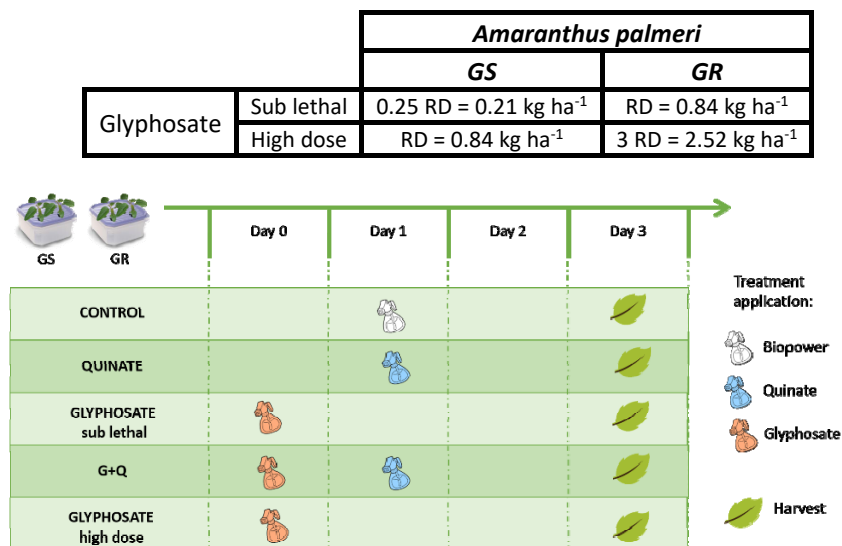 Amaranthus palmeri
GS GR
Glyphosate
Sub lethal 0.25 RD = 0.21 kg ha⁻¹ RD = 0.84 kg ha⁻¹
High dose RD = 0.84 kg ha⁻¹ 3 RD = 2.52 kg ha⁻¹
GS GR
Day 0 Day 1 Day 2 Day 3
CONTROL
QUINATE
GLYPHOSATE
sub lethal
G+Q
GLYPHOSATE
high dose
Treatment
application:
Biopower
Quinate
Glyphosate
Harvest